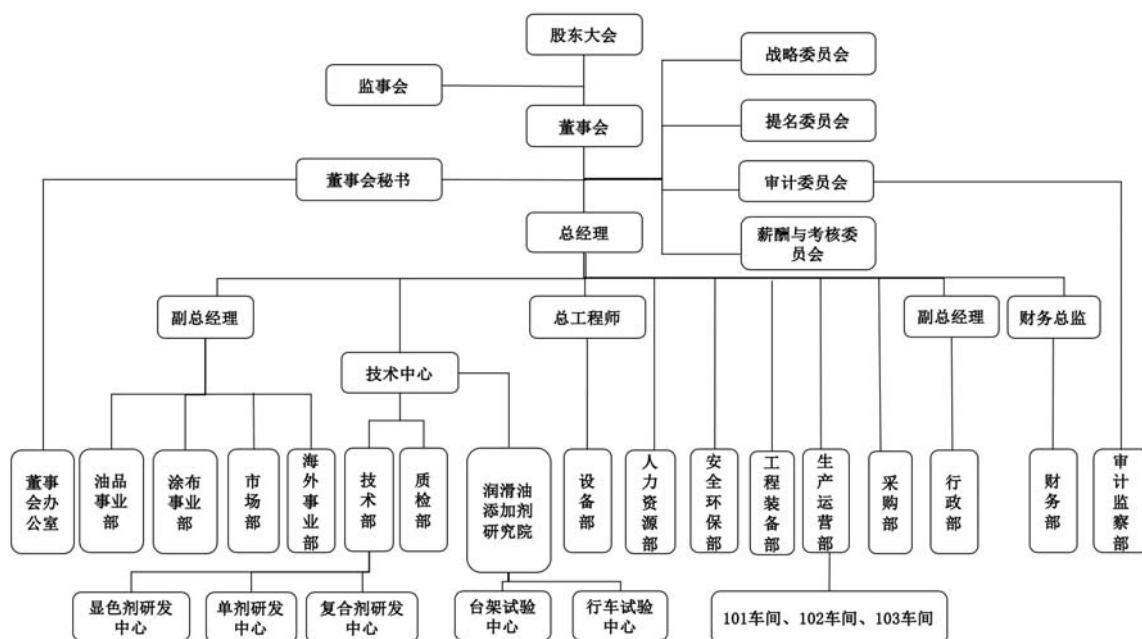 股东大会
战略委员会
监事会
提名委员会
董事会
董事会秘书
审计委员会
总经理
薪酬与考核委
员会
副总经理
总工程师
副总经理
财务总监
技术中心
董事
会办
公室
油品
事业
部
涂布
事业
部
市场部
海外事业部
技术部
质检部
润滑油
添加剂
研究院
设备部
人力资源部
安全环保部
工程装备部
生产运营部
采购部
行政部
财务部
审计监察部
显色剂研发
中心
单剂研发
中心
复合剂研发
中心
台架试验
中心
行车试验
中心
101车间、102车间、103车间